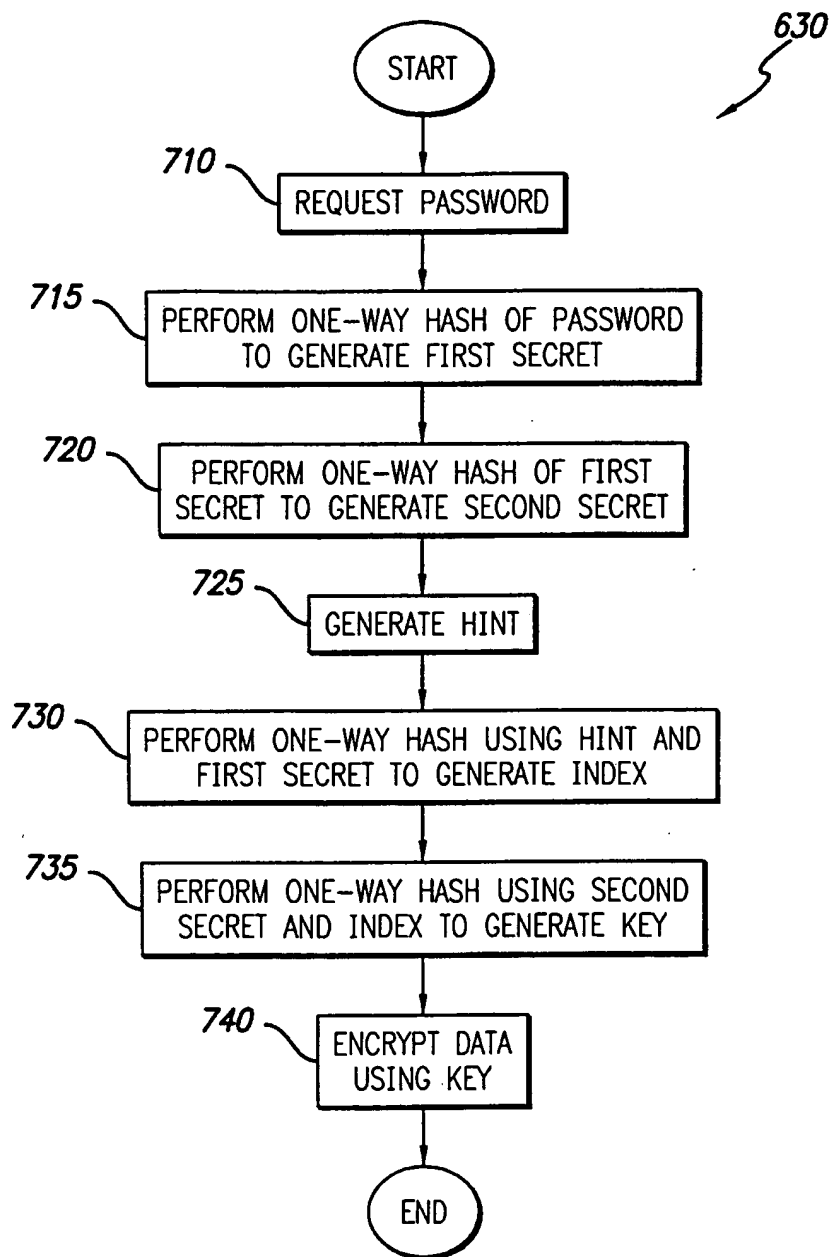 630
START
710
REQUEST PASSWORD
715
PERFORM ONE-WAY HASH OF PASSWORD
TO GENERATE FIRST SECRET
720
PERFORM ONE-WAY HASH OF FIRST
SECRET TO GENERATE SECOND SECRET
725
GENERATE HINT
730
PERFORM ONE-WAY HASH USING HINT AND
FIRST SECRET TO GENERATE INDEX
735
PERFORM ONE-WAY HASH USING SECOND
SECRET AND INDEX TO GENERATE KEY
740
ENCRYPT DATA
USING KEY
END